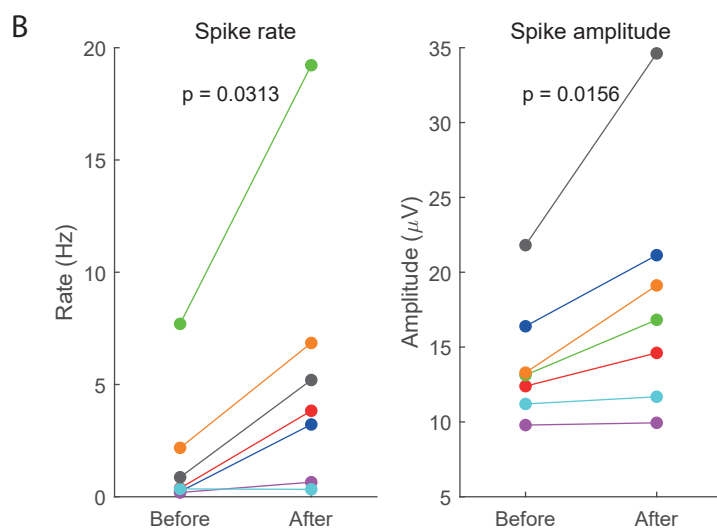 B
Spike rate
p = 0.0313
Rate (Hz)
20
15
10
5
0
Before After
Spike amplitude
p = 0.0156
Amplitude (μV)
35
30
25
20
15
10
5
Before After